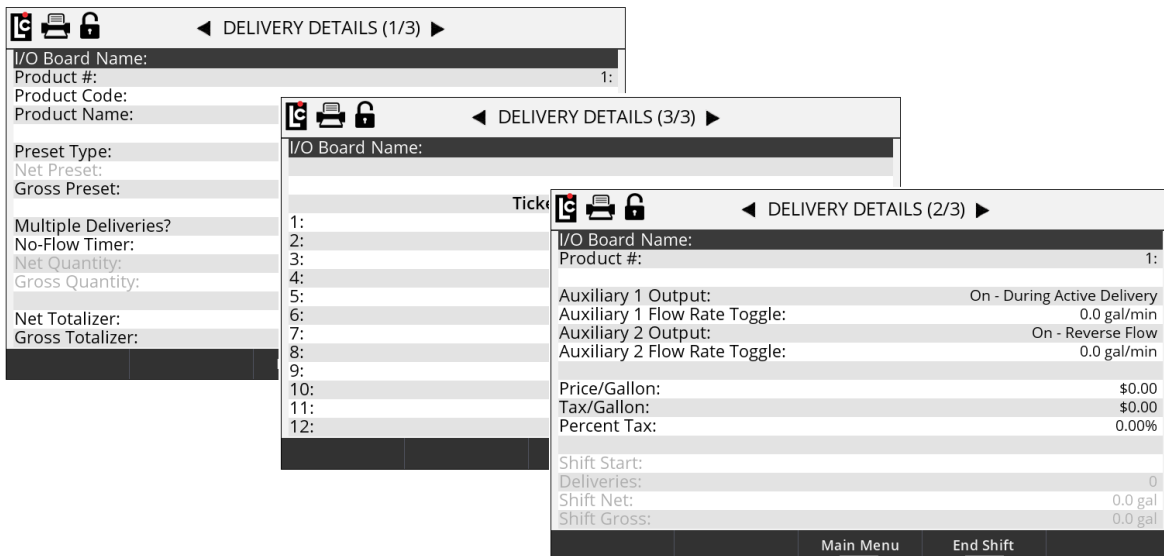 LC
DELIVERY DETAILS (1/3)
I/O Board Name:
Product #: 1:
Product Code:
Product Name:
Preset Type:
Net Preset:
Gross Preset:
Multiple Deliveries?
No-Flow Timer:
Net Quantity:
Gross Quantity:
Net Totalizer:
Gross Totalizer:
LC
DELIVERY DETAILS (3/3)
I/O Board Name:
1:
2:
3:
4:
5:
6:
7:
8:
9:
10:
11:
12:
LC
DELIVERY DETAILS (2/3)
I/O Board Name:
Product #: 1:
Auxiliary 1 Output: On - During Active Delivery
Auxiliary 1 Flow Rate Toggle: 0.0 gal/min
Auxiliary 2 Output: On - Reverse Flow
Auxiliary 2 Flow Rate Toggle: 0.0 gal/min
Price/Gallon: $0.00
Tax/Gallon: $0.00
Percent Tax: 0.00%
Shift Start:
Deliveries: 0
Shift Net: 0.0 gal
Shift Gross: 0.0 gal
Main Menu End Shift